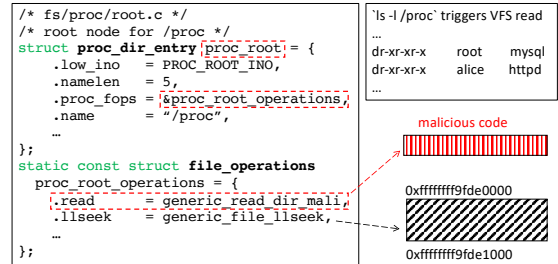 /* fs/proc/root.c */
/* root node for /proc */
struct proc_dir_entry proc_root = {
.low_ino = PROC_ROOT_INO,
.namelen = 5,
.proc_fops = &proc_root_operations,
.name = “/proc”,
…
};
static const struct file_operations
proc_root_operations = {
.read = generic_read_dir_mali,
.llseek = generic_file_llseek,
…
};
`ls -l /proc` triggers VFS read
…
dr-xr-xr-x root mysql
dr-xr-xr-x alice httpd
…
malicious code
0xffffffff9fde0000
0xffffffff9fde1000